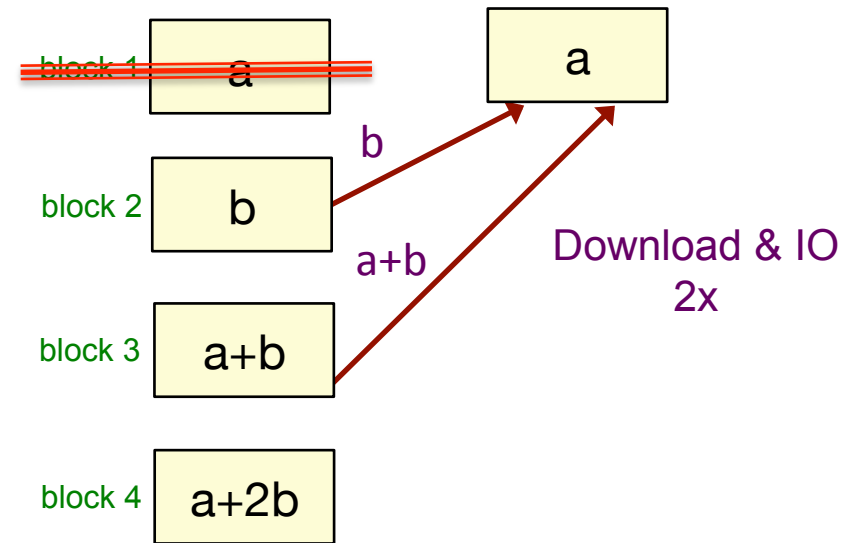 block 1
a
a
b
block 2
b
a+b
Download & IO
2x
block 3
a+b
block 4
a+2b